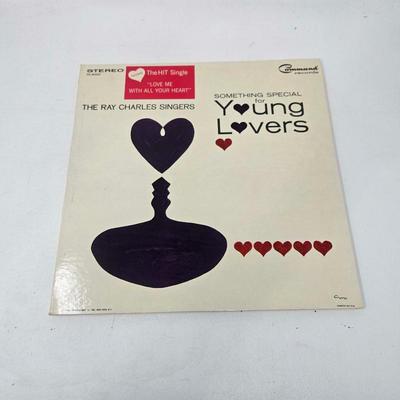 STEREO
The HIT Single
"LOVE ME
WITH ALL YOUR HEART"
Command
records
THE RAY CHARLES SINGERS
SOMETHING SPECIAL
for
Young
Lovers